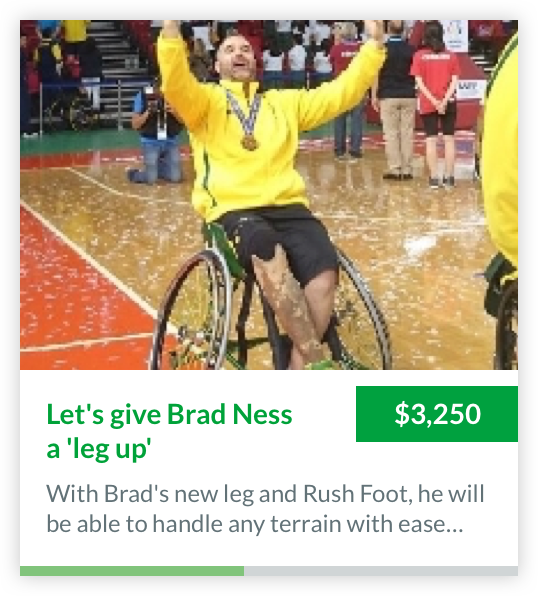 Let's give Brad Ness
a 'leg up'
$3,250
With Brad's new leg and Rush Foot, he will
be able to handle any terrain with ease...